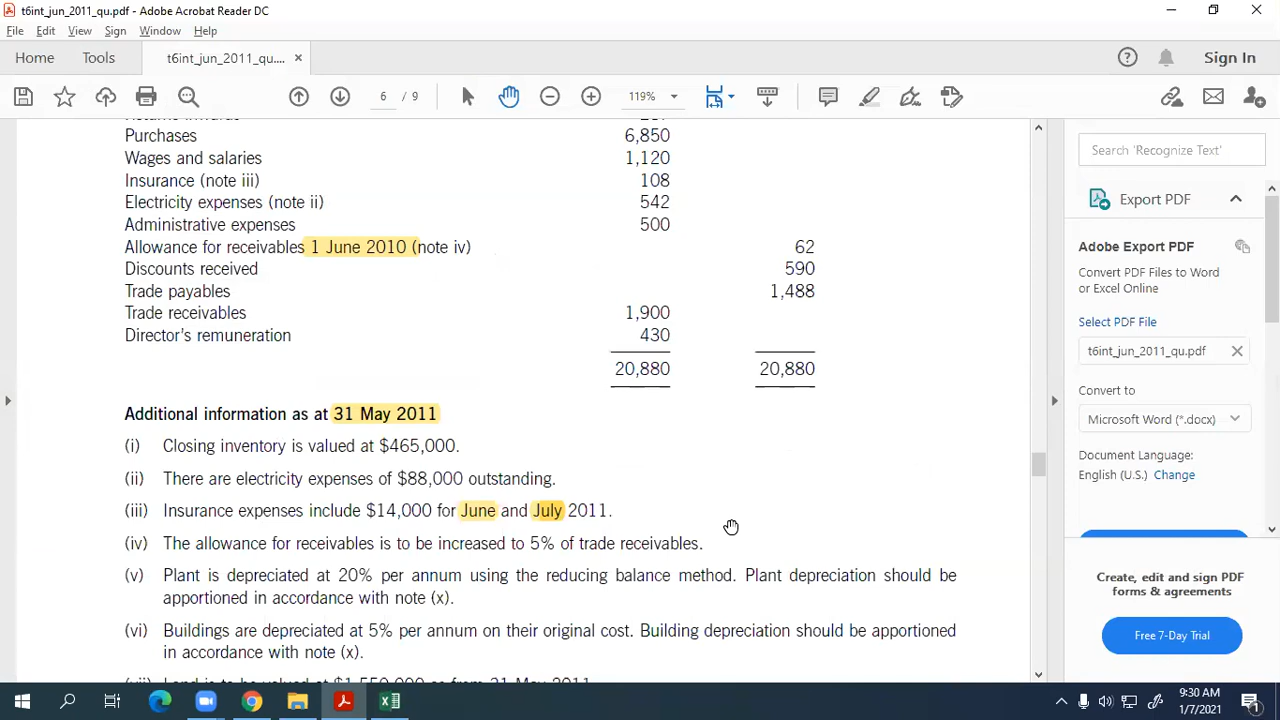 t6int_jun_2011_qu.pdf - Adobe Acrobat Reader DC
File Edit View Sign Window Help
Home Tools t6int_jun_2011_qu.... × Sign In
6 / 9 119%
Purchases 6,850
Wages and salaries 1,120
Insurance (note iii) 108
Electricity expenses (note ii) 542
Administrative expenses 500
Allowance for receivables 1 June 2010 (note iv) 62
Discounts received 590
Trade payables 1,488
Trade receivables 1,900
Director's remuneration 430
20,880 20,880
Additional information as at 31 May 2011
(i) Closing inventory is valued at $465,000.
(ii) There are electricity expenses of $88,000 outstanding.
(iii) Insurance expenses include $14,000 for June and July 2011.
(iv) The allowance for receivables is to be increased to 5% of trade receivables.
(v) Plant is depreciated at 20% per annum using the reducing balance method. Plant depreciation should be
apportioned in accordance with note (x).
(vi) Buildings are depreciated at 5% per annum on their original cost. Building depreciation should be apportioned
in accordance with note (x).
Search 'Recognize Text'
Export PDF
Adobe Export PDF
Convert PDF Files to Word
or Excel Online
Select PDF File
t6int_jun_2011_qu.pdf
Convert to
Microsoft Word (*.docx)
Document Language:
English (U.S.) Change
Create, edit and sign PDF
forms & agreements
Free 7-Day Trial
9:30 AM
1/7/2021
1